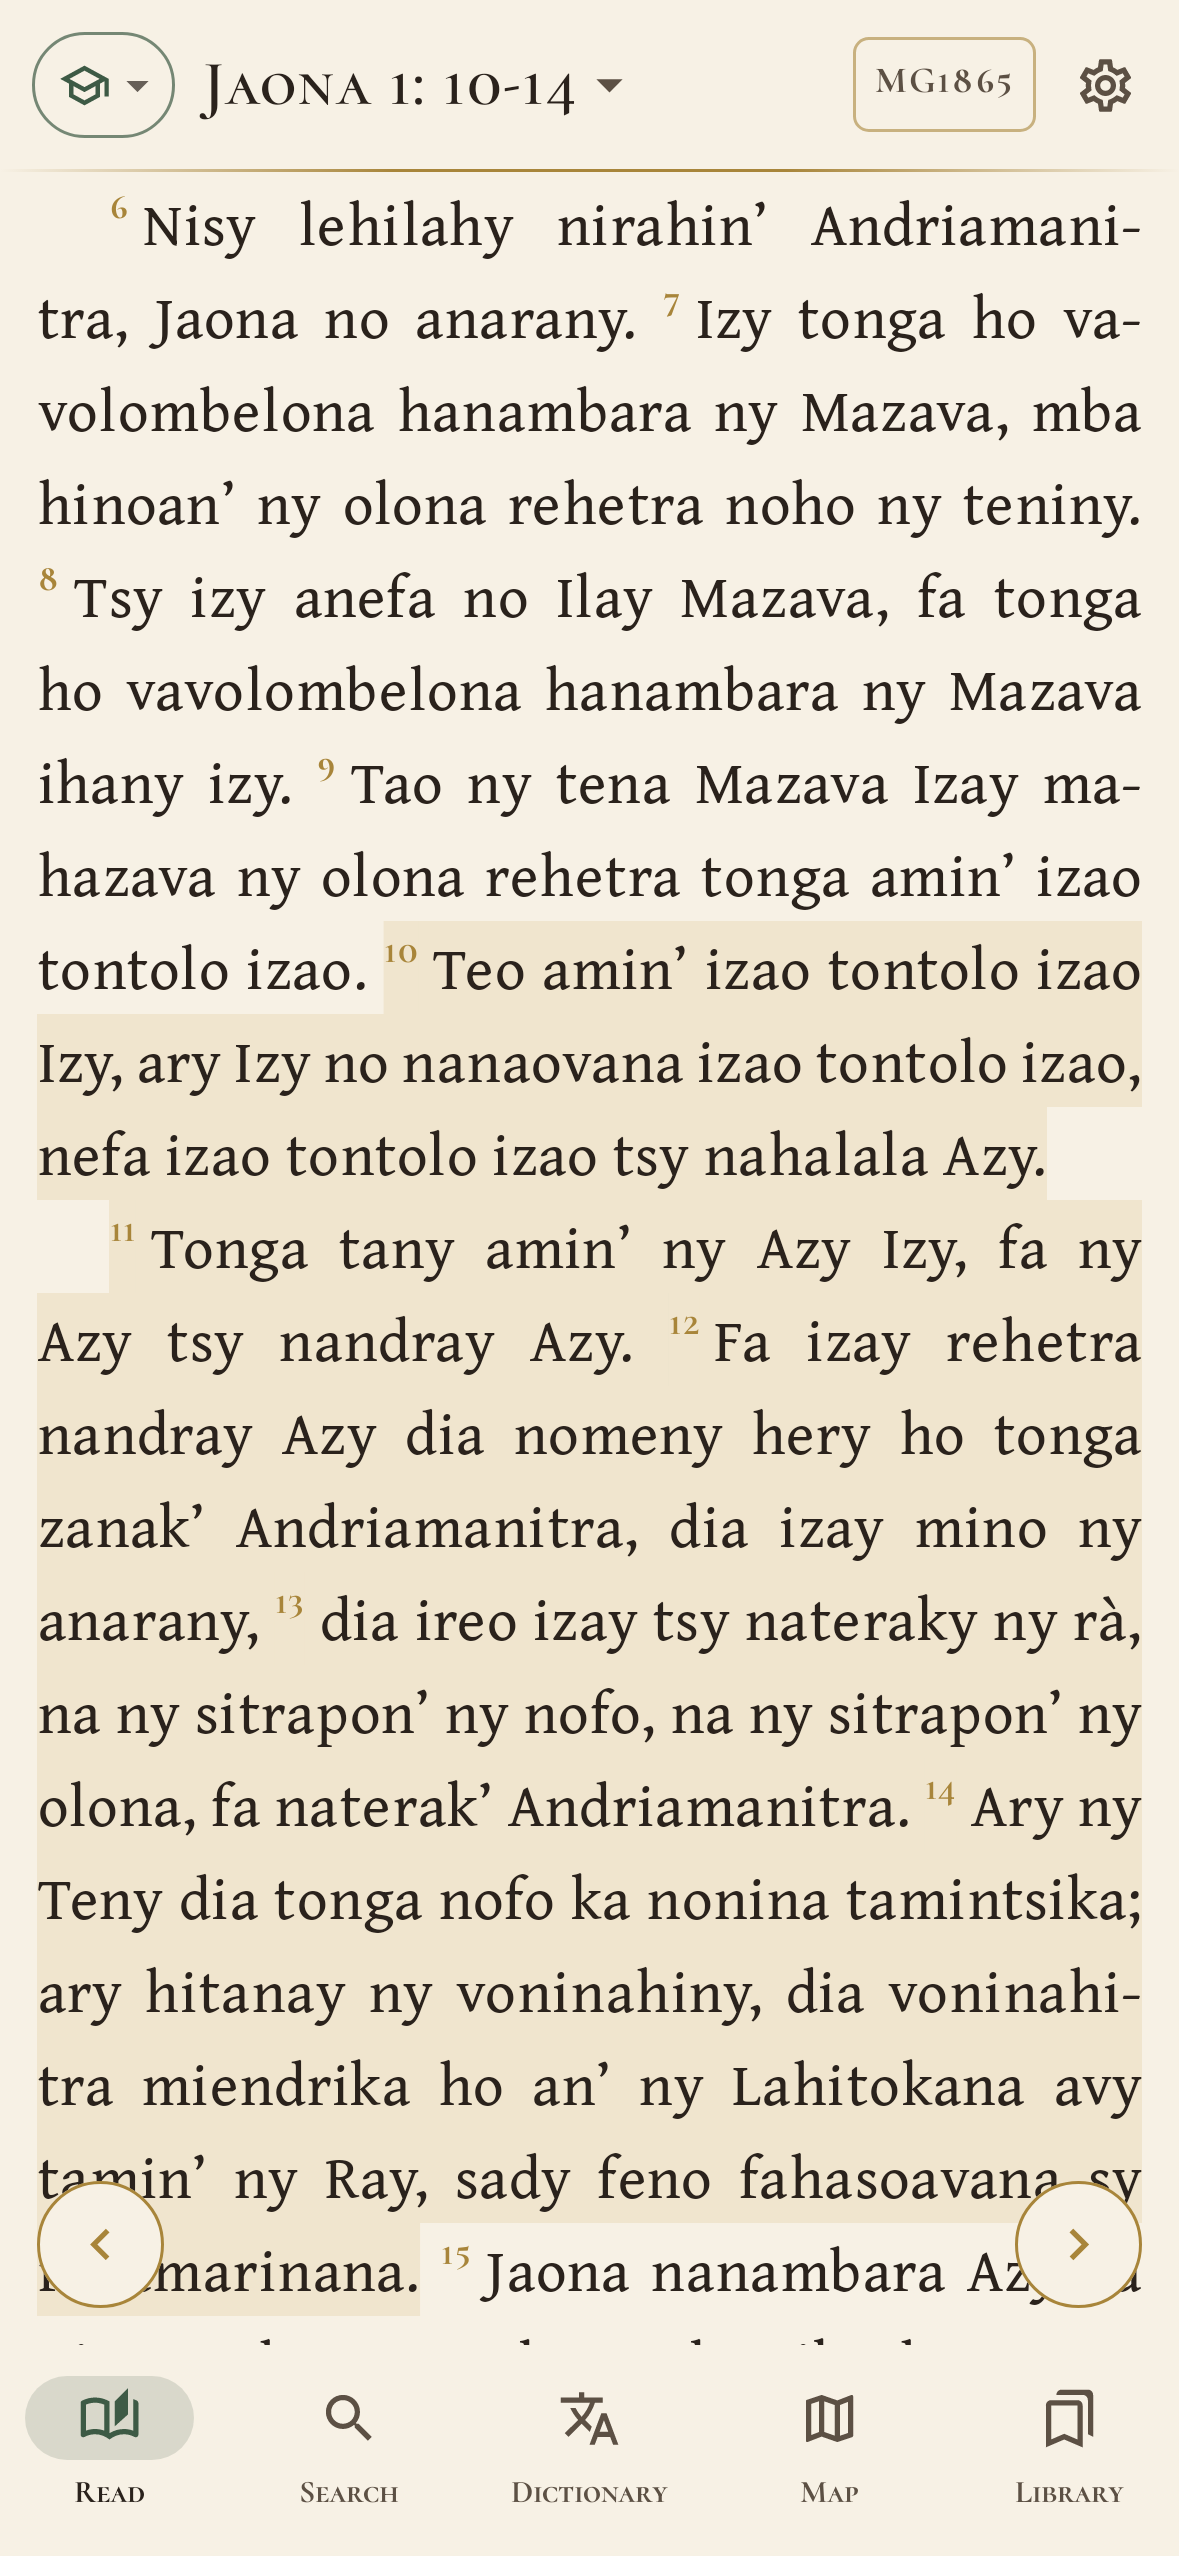 Jaona 1: 10-14
MG1865
6 Nisy lehilahy nirahin’ Andriamani-
tra, Jaona no anarany. 7 Izy tonga ho va-
volombelona hanambara ny Mazava, mba
hinoan’ ny olona rehetra noho ny teniny.
8 Tsy izy anefa no Ilay Mazava, fa tonga
ho vavolombelona hanambara ny Mazava
ihany izy. 9 Tao ny tena Mazava Izay ma-
hazava ny olona rehetra tonga amin’ izao
tontolo izao. 10 Teo amin’ izao tontolo izao
Izy, ary Izy no nanaovana izao tontolo izao,
nefa izao tontolo izao tsy nahalala Azy.
11 Tonga tany amin’ ny Azy Izy, fa ny
Azy tsy nandray Azy. 12 Fa izay rehetra
nandray Azy dia nomeny hery ho tonga
zanak’ Andriamanitra, dia izay mino ny
anarany, 13 dia ireo izay tsy nateraky ny rà,
na ny sitrapon’ ny nofo, na ny sitrapon’ ny
olona, fa naterak’ Andriamanitra. 14 Ary ny
Teny dia tonga nofo ka nonina tamintsika;
ary hitanay ny voninahiny, dia voninahi-
tra miendrika ho an’ ny Lahitokana avy
tamin’ ny Ray, sady feno fahasoavana sy
15 Jaona nanambara
Read
Search
Dictionary
Map
Library